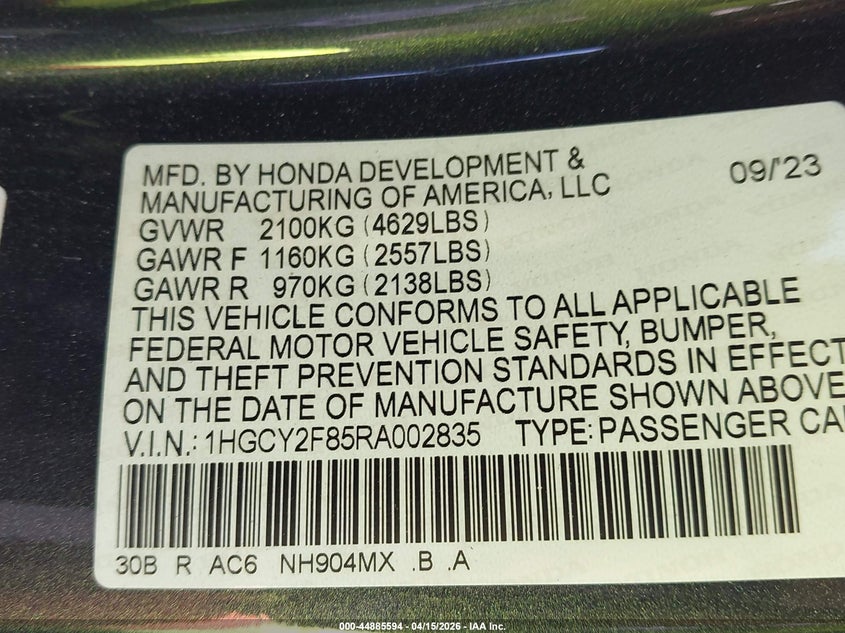 MFD. BY HONDA DEVELOPMENT &
MANUFACTURING OF AMERICA, LLC 09/'23
GVWR 2100KG (4629LBS)
GAWR F 1160KG (2557LBS)
GAWR R 970KG (2138LBS)
THIS VEHICLE CONFORMS TO ALL APPLICABLE
FEDERAL MOTOR VEHICLE SAFETY, BUMPER,
AND THEFT PREVENTION STANDARDS IN EFFECT
ON THE DATE OF MANUFACTURE SHOWN ABOVE
V.I.N.: 1HGCY2F85RA002835 TYPE: PASSENGER CA
30B R AC6 NH904MX .B .A
000-44885594 - 04/15/2026 - IAA Inc.